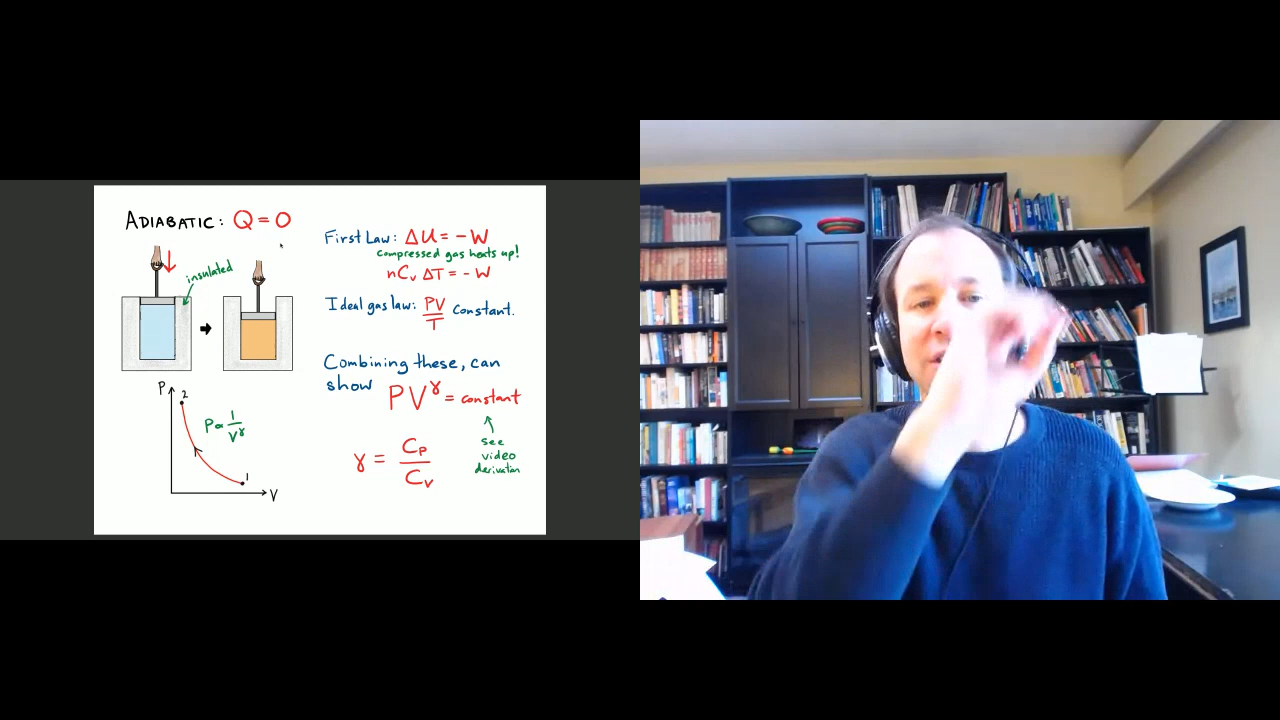 ADIABATIC: Q = 0
insulated
P
2
P ∝ 1/V^γ
1
V
First Law: ΔU = -W
compressed gas heats up!
nCv ΔT = -W
Ideal gas law: PV/T constant.
Combining these, can
show PV^γ = constant
see
video
derivation
γ = Cp/Cv